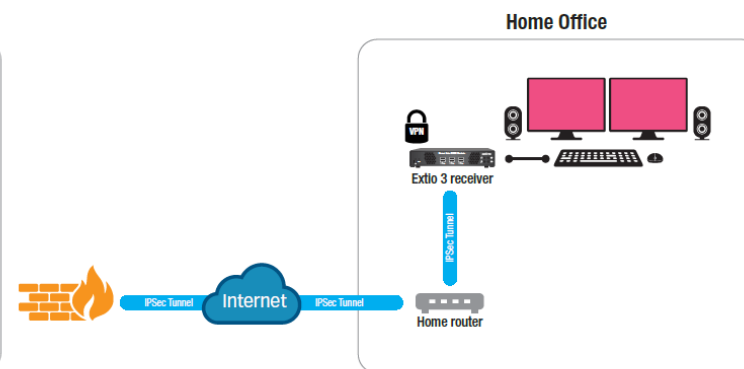 Home Office
VPN
Extio 3 receiver
IPSec Tunnel
IPSec Tunnel
Internet
IPSec Tunnel
Home router